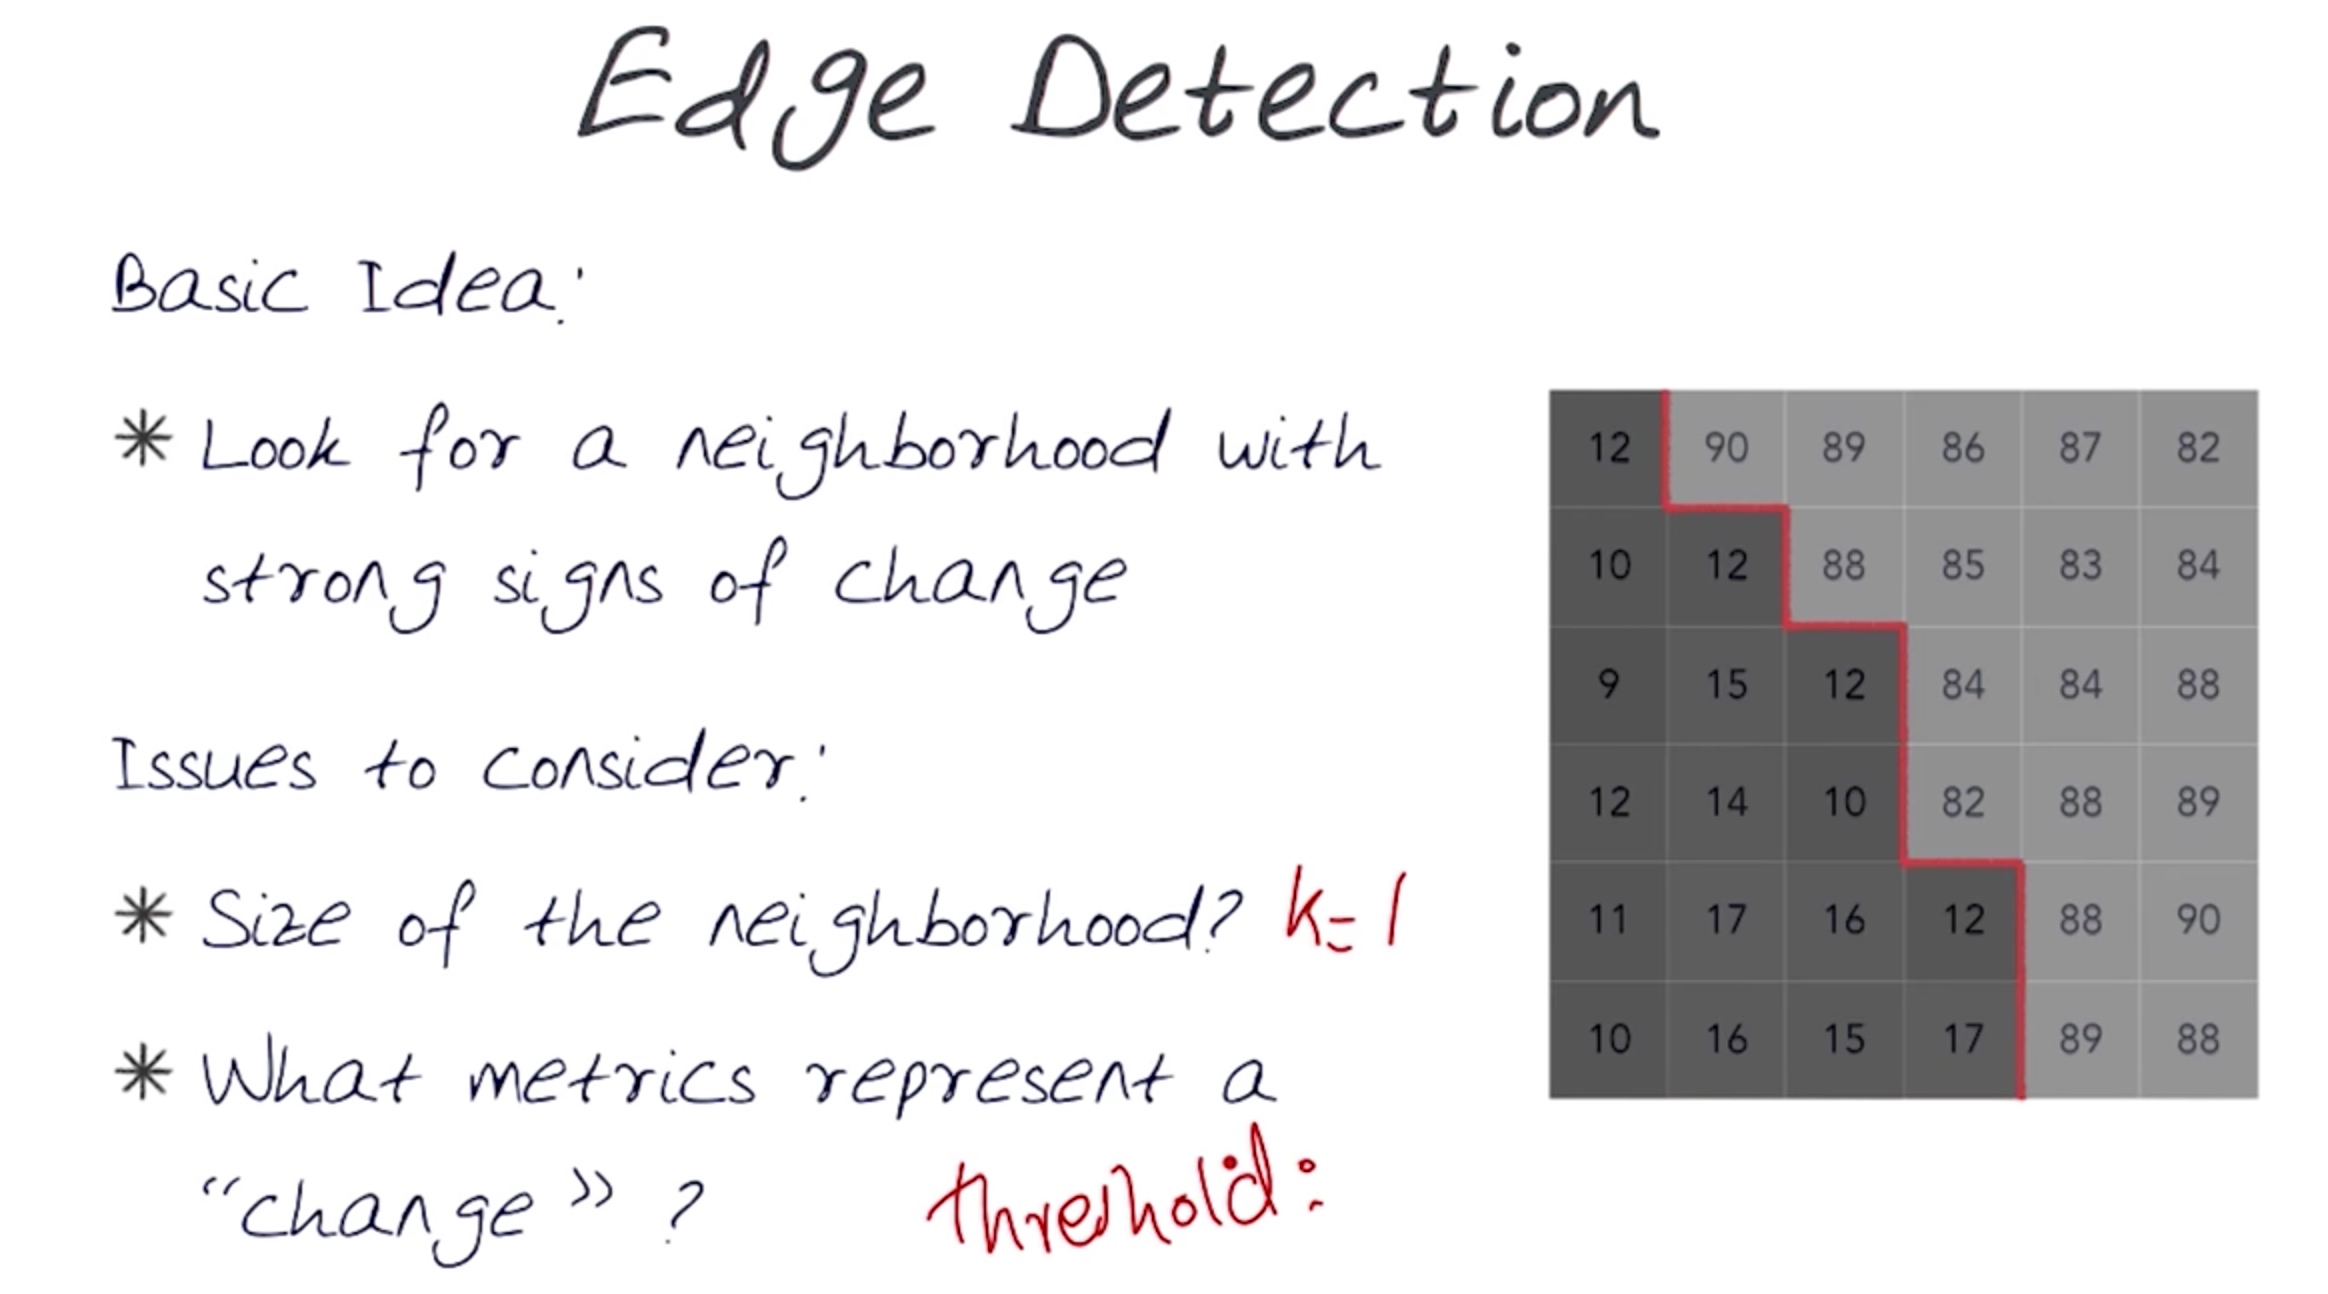 Edge Detection
Basic Idea:
* Look for a neighborhood with
strong signs of change
Issues to consider:
* Size of the neighborhood? k=1
* What metrics represent a
"change" ?
threshold:
12 90 89 86 87 82
10 12 88 85 83 84
9 15 12 84 84 88
12 14 10 82 88 89
11 17 16 12 88 90
10 16 15 17 89 88